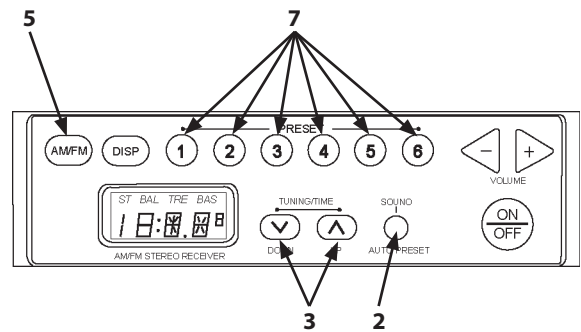 5 7
PRESE
AM/FM DISP 1 2 3 4 5 6
VOLUME
ST BAL TRE BAS
TUNING/TIME SOUND
ON
OFF
DOWN UP AUTO PRESET
AM/FM STEREO RECEIVER
3 2